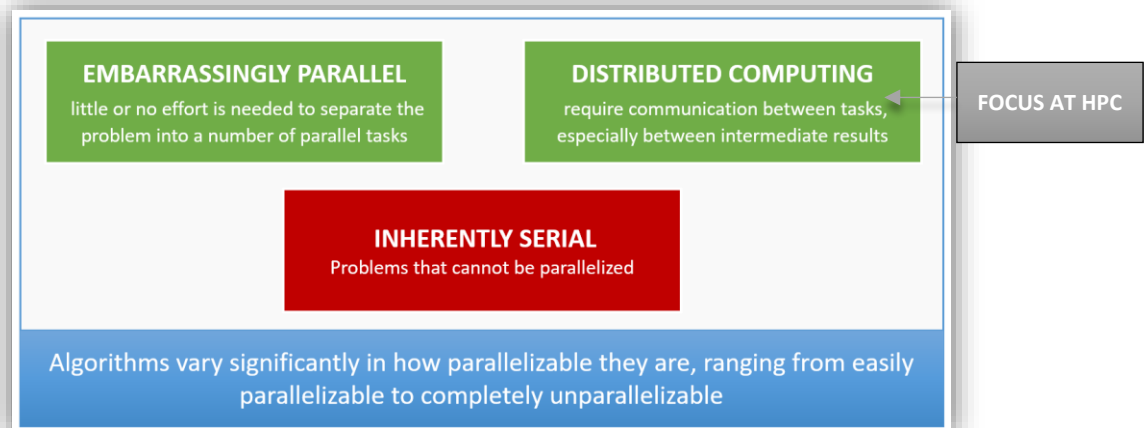 EMBARRASSINGLY PARALLEL
little or no effort is needed to separate the
problem into a number of parallel tasks
DISTRIBUTED COMPUTING
require communication between tasks,
especially between intermediate results
FOCUS AT HPC
INHERENTLY SERIAL
Problems that cannot be parallelized
Algorithms vary significantly in how parallelizable they are, ranging from easily
parallelizable to completely unparallelizable